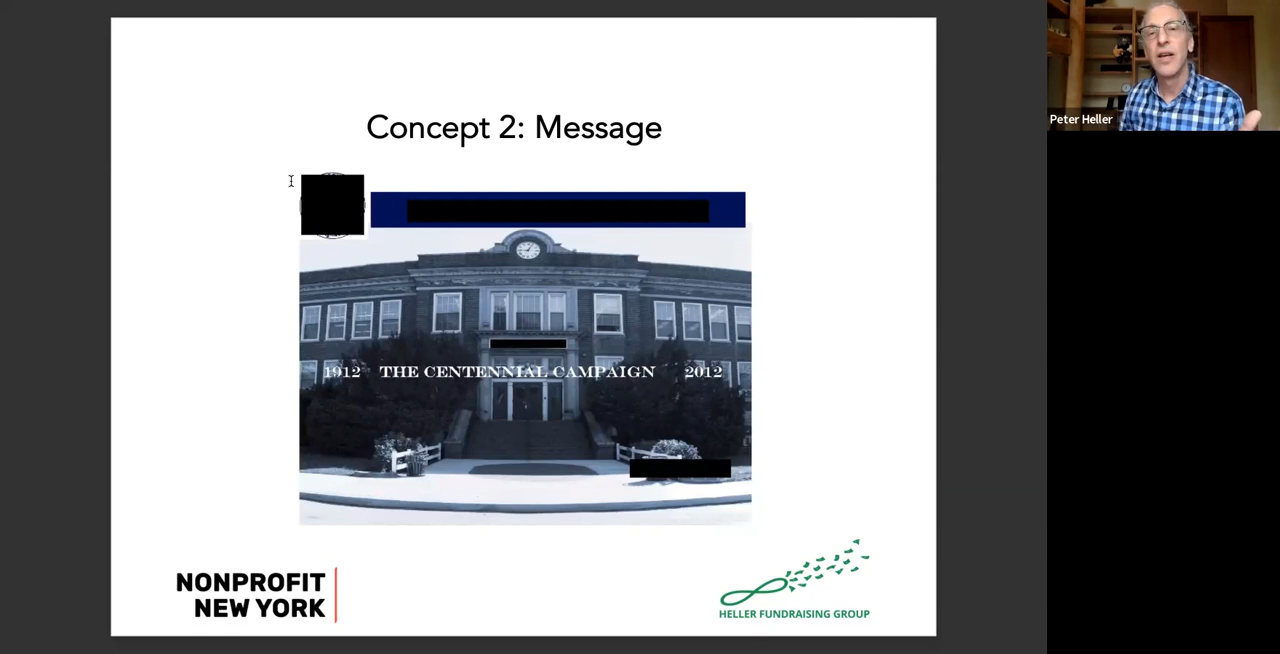 Concept 2: Message
Peter Heller
1912 THE CENTENNIAL CAMPAIGN 2012
NONPROFIT
NEW YORK
HELLER FUNDRAISING GROUP